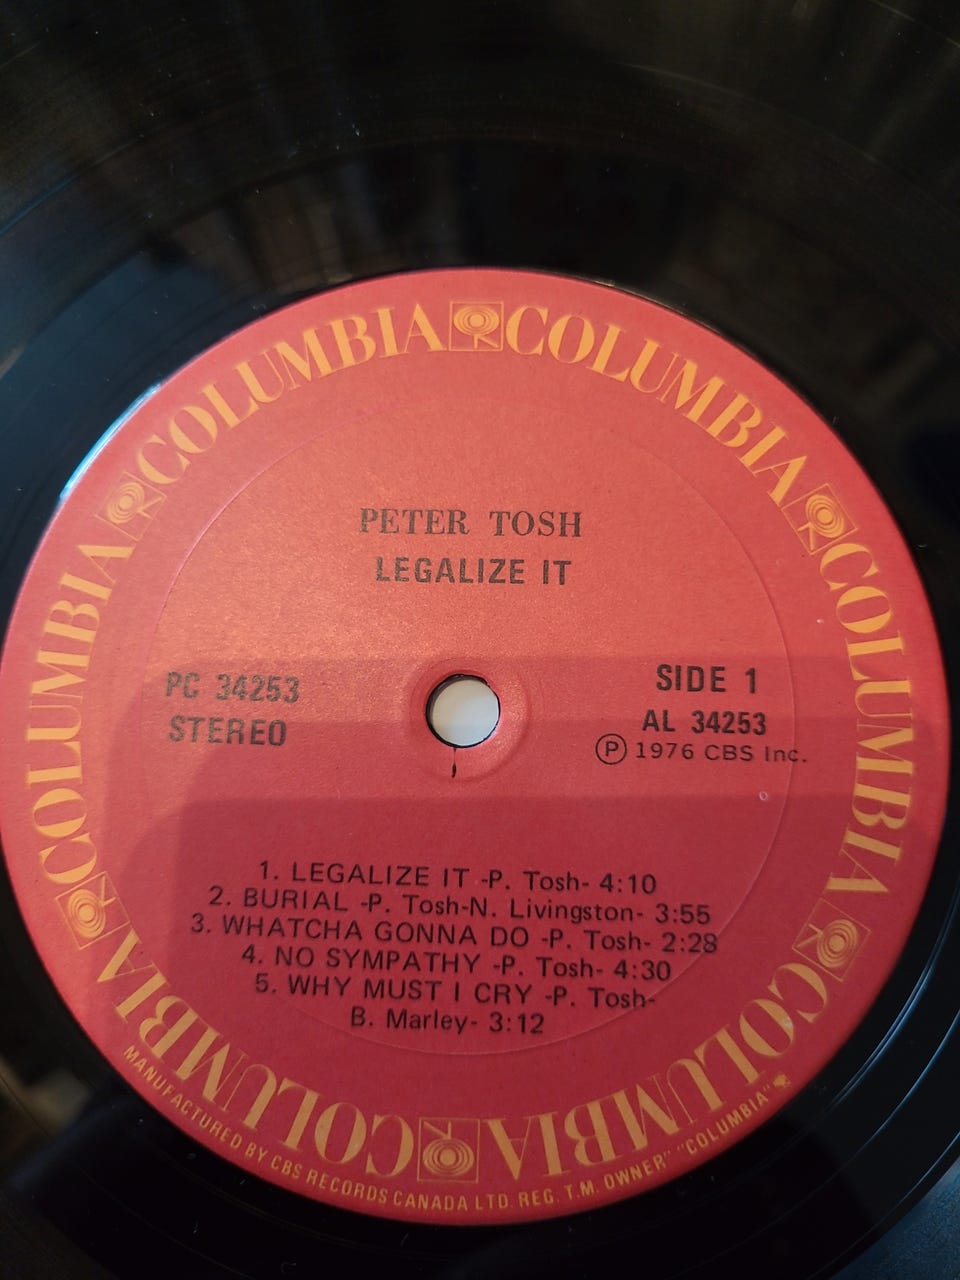 COLUMBIA COLUMBIA COLUMBIA COLUMBIA COLUMBIA COLUMBIA COLUMBIA COLUMBIA
PETER TOSH
LEGALIZE IT
PC 34253
STEREO
SIDE 1
AL 34253
Ⓟ 1976 CBS Inc.
1. LEGALIZE IT -P. Tosh- 4:10
2. BURIAL -P. Tosh-N. Livingston- 3:55
3. WHATCHA GONNA DO -P. Tosh- 2:28
4. NO SYMPATHY -P. Tosh- 4:30
5. WHY MUST I CRY -P. Tosh-
B. Marley- 3:12
MANUFACTURED BY CBS RECORDS CANADA LTD. REG. T.M. OWNER" "COLUMBIA"